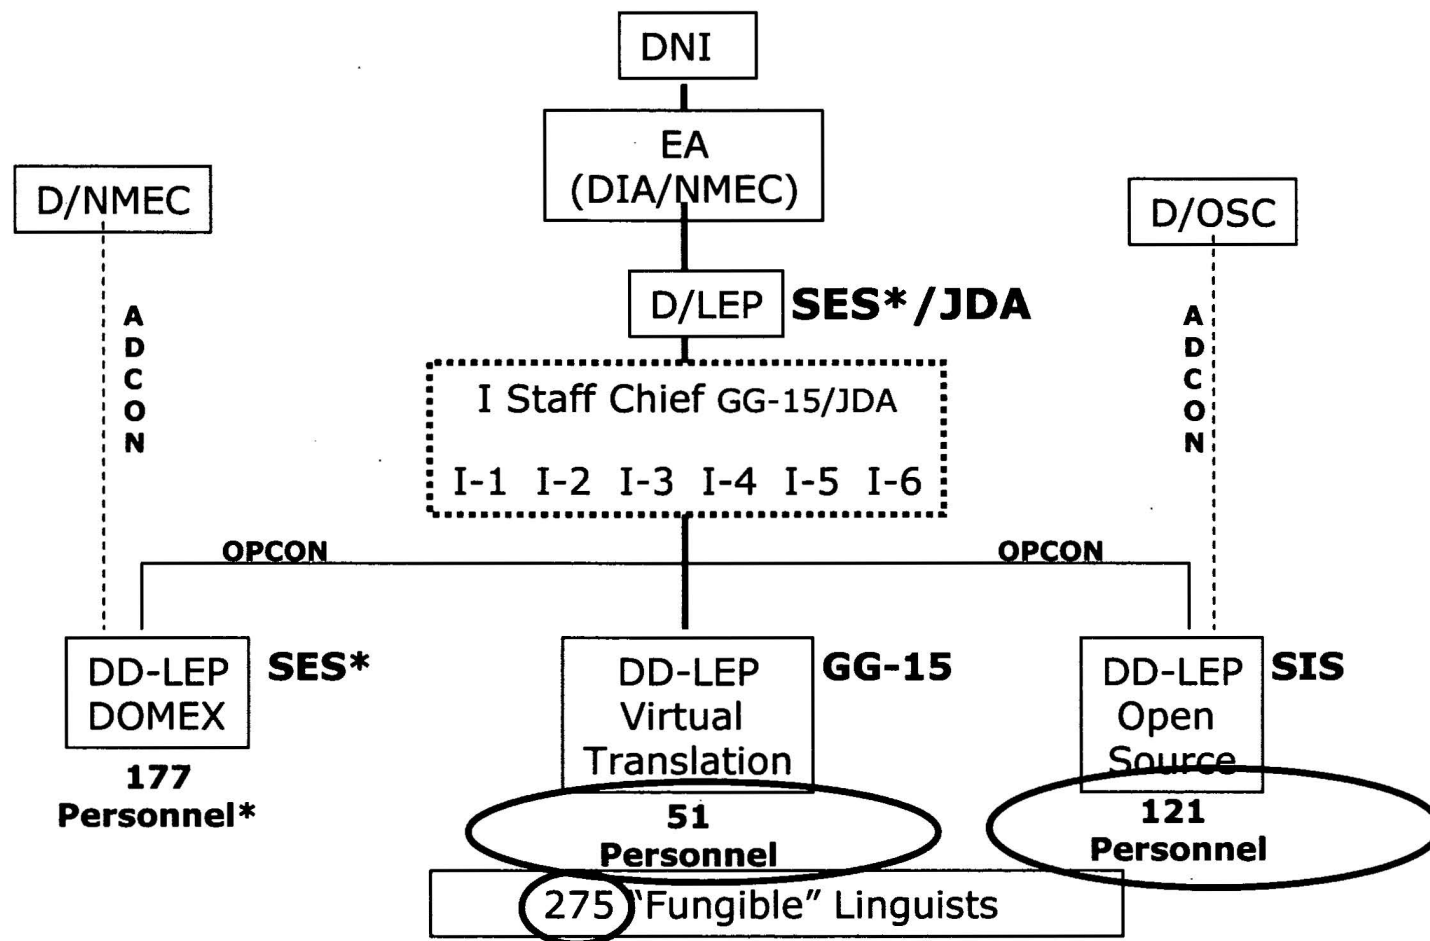 DNI
EA
(DIA/NMEC)
D/NMEC
D/OSC
D/LEP SES*/JDA
ADCON
ADCON
I Staff Chief GG-15/JDA
I-1 I-2 I-3 I-4 I-5 I-6
OPCON
OPCON
DD-LEP
DOMEX
SES*
177
Personnel*
DD-LEP
Virtual
Translation
GG-15
51
Personnel
DD-LEP
Open
Source
SIS
121
Personnel
275 "Fungible" Linguists